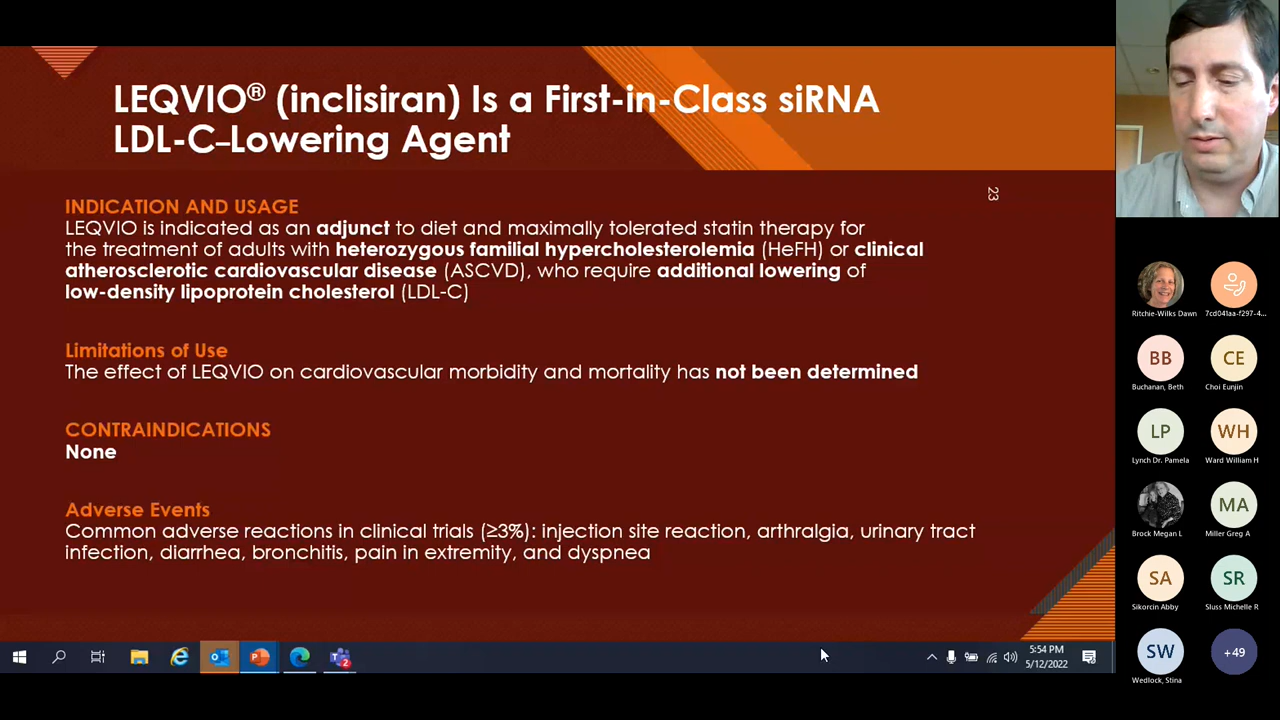 LEQVIO® (inclisiran) Is a First-in-Class siRNA
LDL-C–Lowering Agent
23
INDICATION AND USAGE
LEQVIO is indicated as an adjunct to diet and maximally tolerated statin therapy for
the treatment of adults with heterozygous familial hypercholesterolemia (HeFH) or clinical
atherosclerotic cardiovascular disease (ASCVD), who require additional lowering of
low-density lipoprotein cholesterol (LDL-C)
Limitations of Use
The effect of LEQVIO on cardiovascular morbidity and mortality has not been determined
CONTRAINDICATIONS
None
Adverse Events
Common adverse reactions in clinical trials (≥3%): injection site reaction, arthralgia, urinary tract
infection, diarrhea, bronchitis, pain in extremity, and dyspnea
5:54 PM
5/12/2022
2
Ritchie-Wilks Dawn
7cd041aa-f297-4...
BB
Buchanan, Beth
CE
Choi Eunjin
LP
Lynch Dr. Pamela
WH
Ward William H
Brock Megan L
MA
Miller Greg A
SA
Sikorcin Abby
SR
Sluss Michelle R
SW
Wedlock, Stina
+49